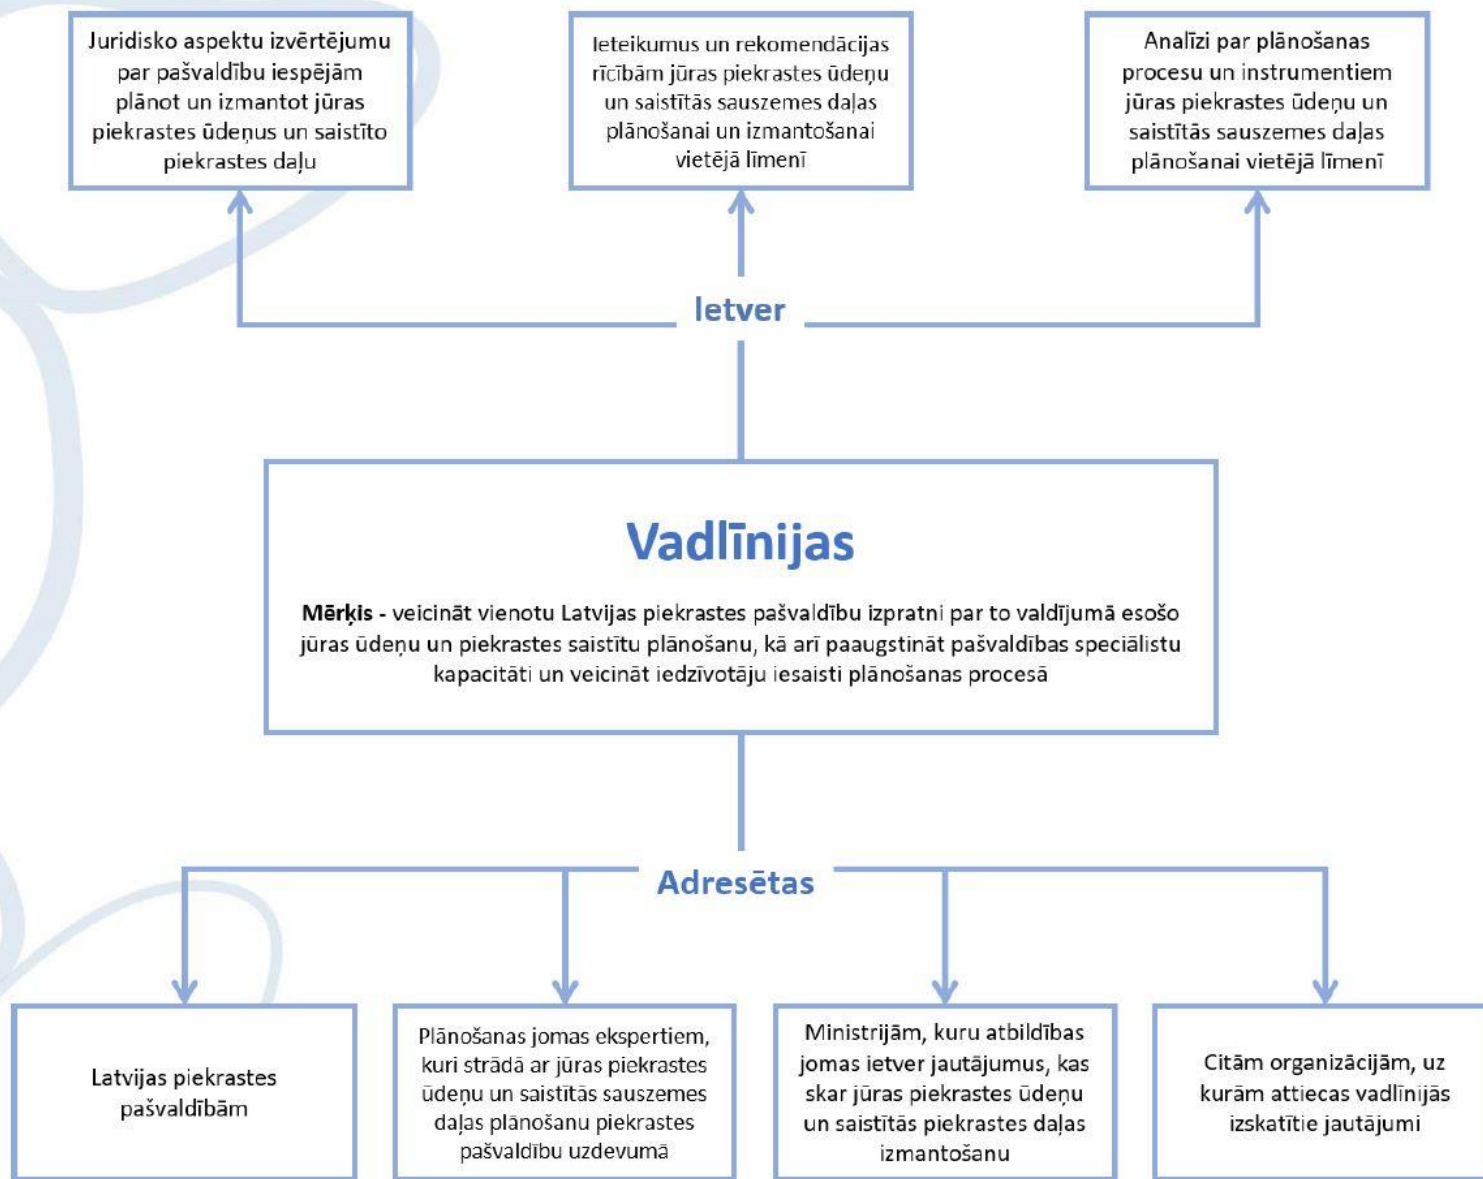 Juridisko aspektu izvērtējumu
par pašvaldību iespējām
plānot un izmantot jūras
piekrastes ūdeņus un saistīto
piekrastes daļu
Ieteikumus un rekomendācijas
rīcībām jūras piekrastes ūdeņu
un saistītās sauszemes daļas
plānošanai un izmantošanai
vietējā līmenī
Analīzi par plānošanas
procesu un instrumentiem
jūras piekrastes ūdeņu un
saistītās sauszemes daļas
plānošanai vietējā līmenī
Ietver
Vadlīnijas
Mērķis - veicināt vienotu Latvijas piekrastes pašvaldību izpratni par to valdījumā esošo
jūras ūdeņu un piekrastes saistītu plānošanu, kā arī paaugstināt pašvaldības speciālistu
kapacitāti un veicināt iedzīvotāju iesaisti plānošanas procesā
Adresētas
Latvijas piekrastes
pašvaldībām
Plānošanas jomas ekspertiem,
kuri strādā ar jūras piekrastes
ūdeņu un saistītās sauszemes
daļas plānošanu piekrastes
pašvaldību uzdevumā
Ministrijām, kuru atbildības
jomas ietver jautājumus, kas
skar jūras piekrastes ūdeņu
un saistītās piekrastes daļas
izmantošanu
Citām organizācijām, uz
kurām attiecas vadlīnijās
izskatītie jautājumi